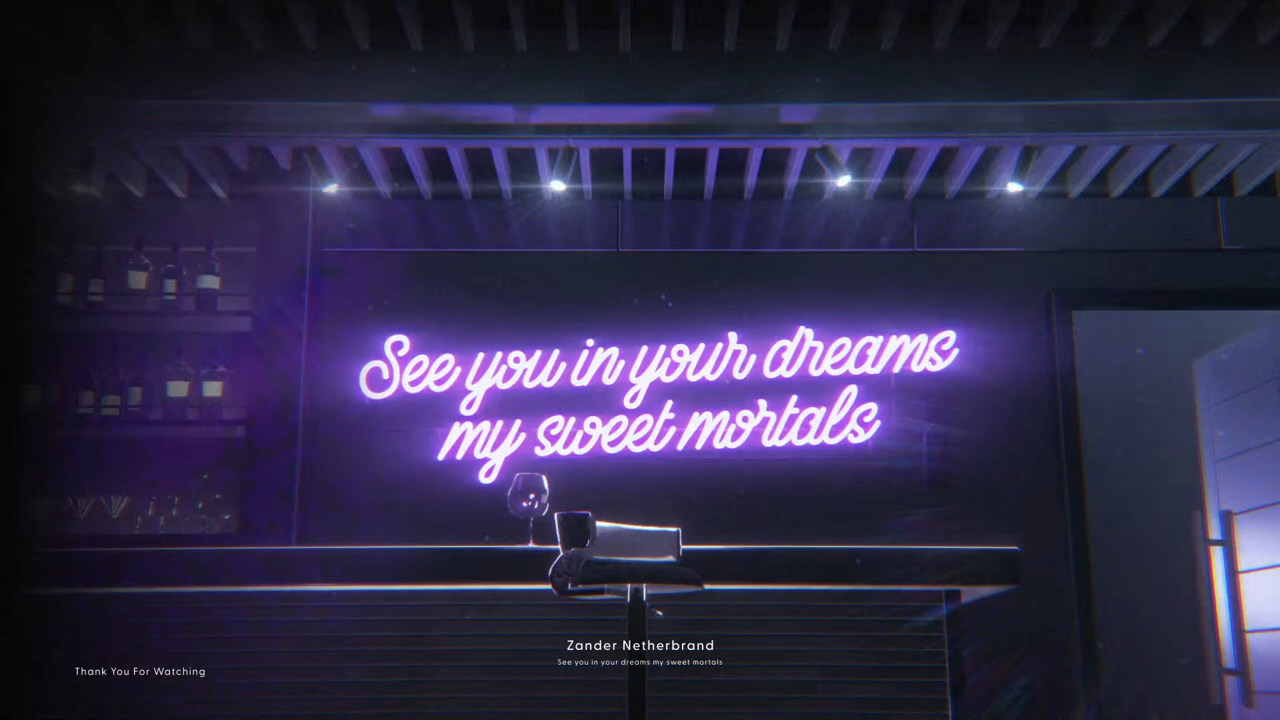 See you in your dreams
my sweet mortals
Zander Netherbrand
See you in your dreams my sweet mortals
Thank You For Watching